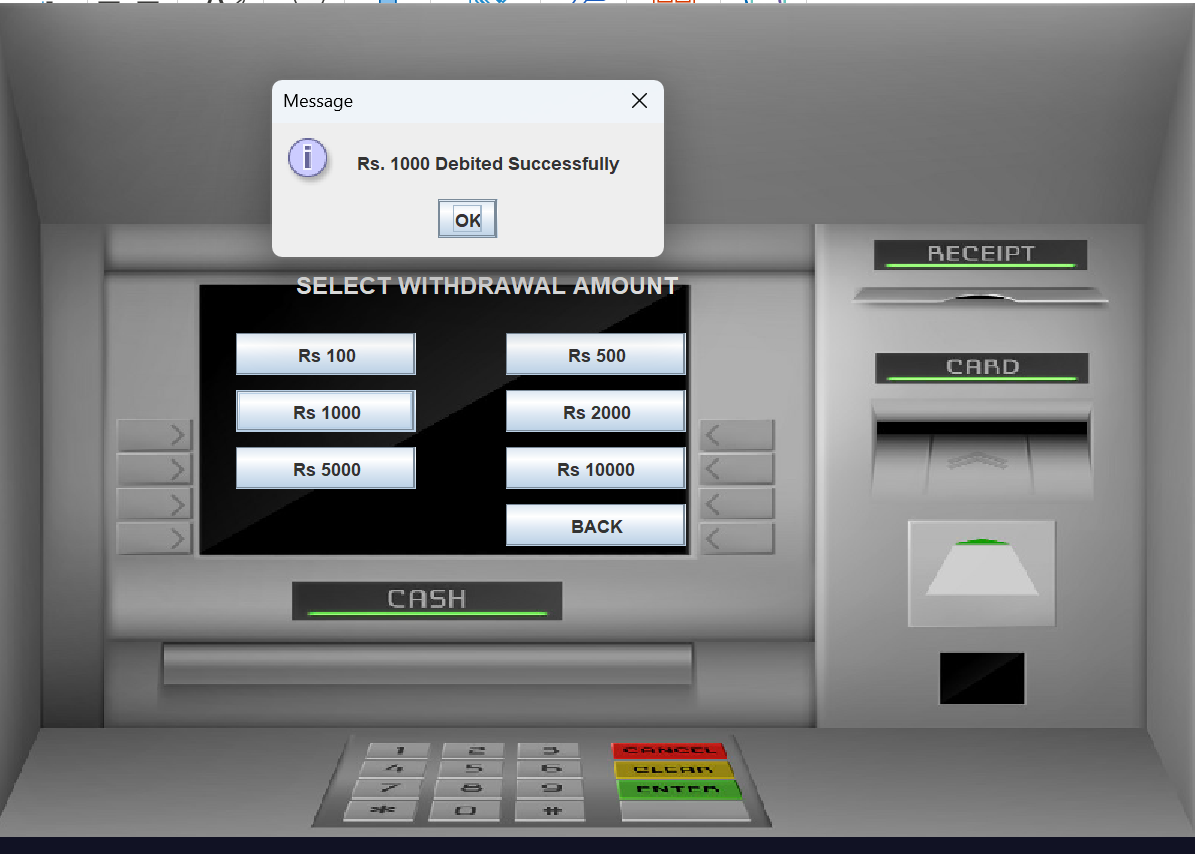 Message
Rs. 1000 Debited Successfully
OK
SELECT WITHDRAWAL AMOUNT
Rs 100
Rs 500
Rs 1000
Rs 2000
Rs 5000
Rs 10000
BACK
RECEIPT
CARD
CASH
1 2 3 CANCEL
4 5 6 CLEAR
7 8 9 ENTER
* 0 #